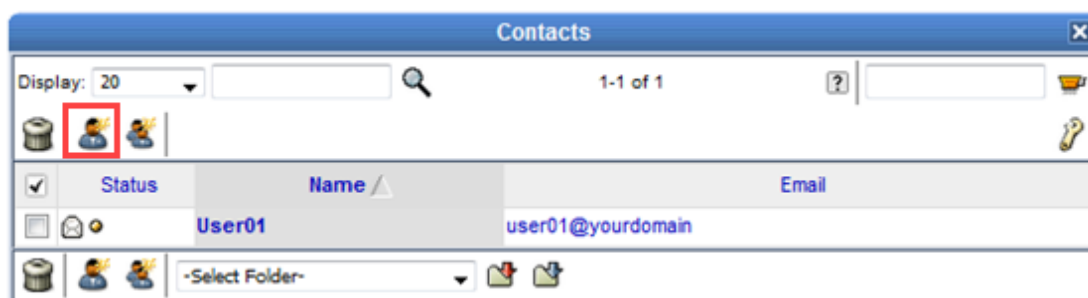 Contacts
Display: 20 1-1 of 1 ?
Status Name Email
User01 user01@yourdomain
-Select Folder-